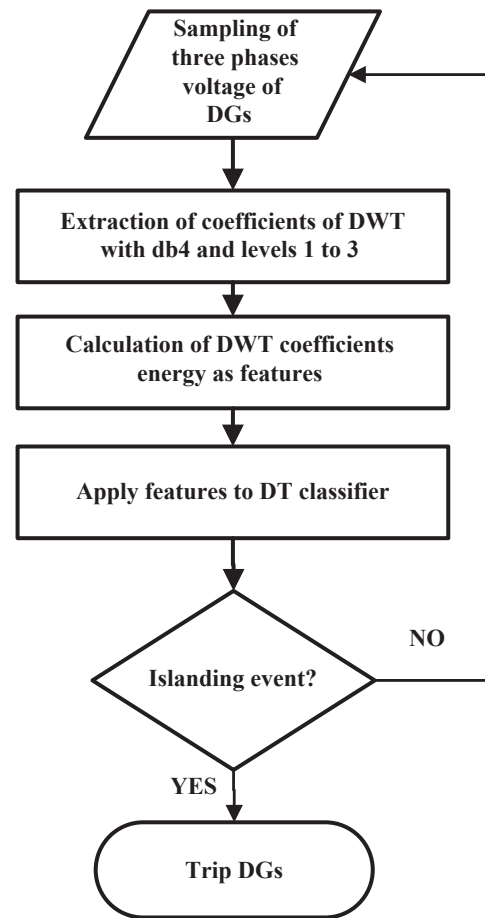 Sampling of
three phases
voltage of
DGs
Extraction of coefficients of DWT
with db4 and levels 1 to 3
Calculation of DWT coefficients
energy as features
Apply features to DT classifier
Islanding event?
NO
YES
Trip DGs